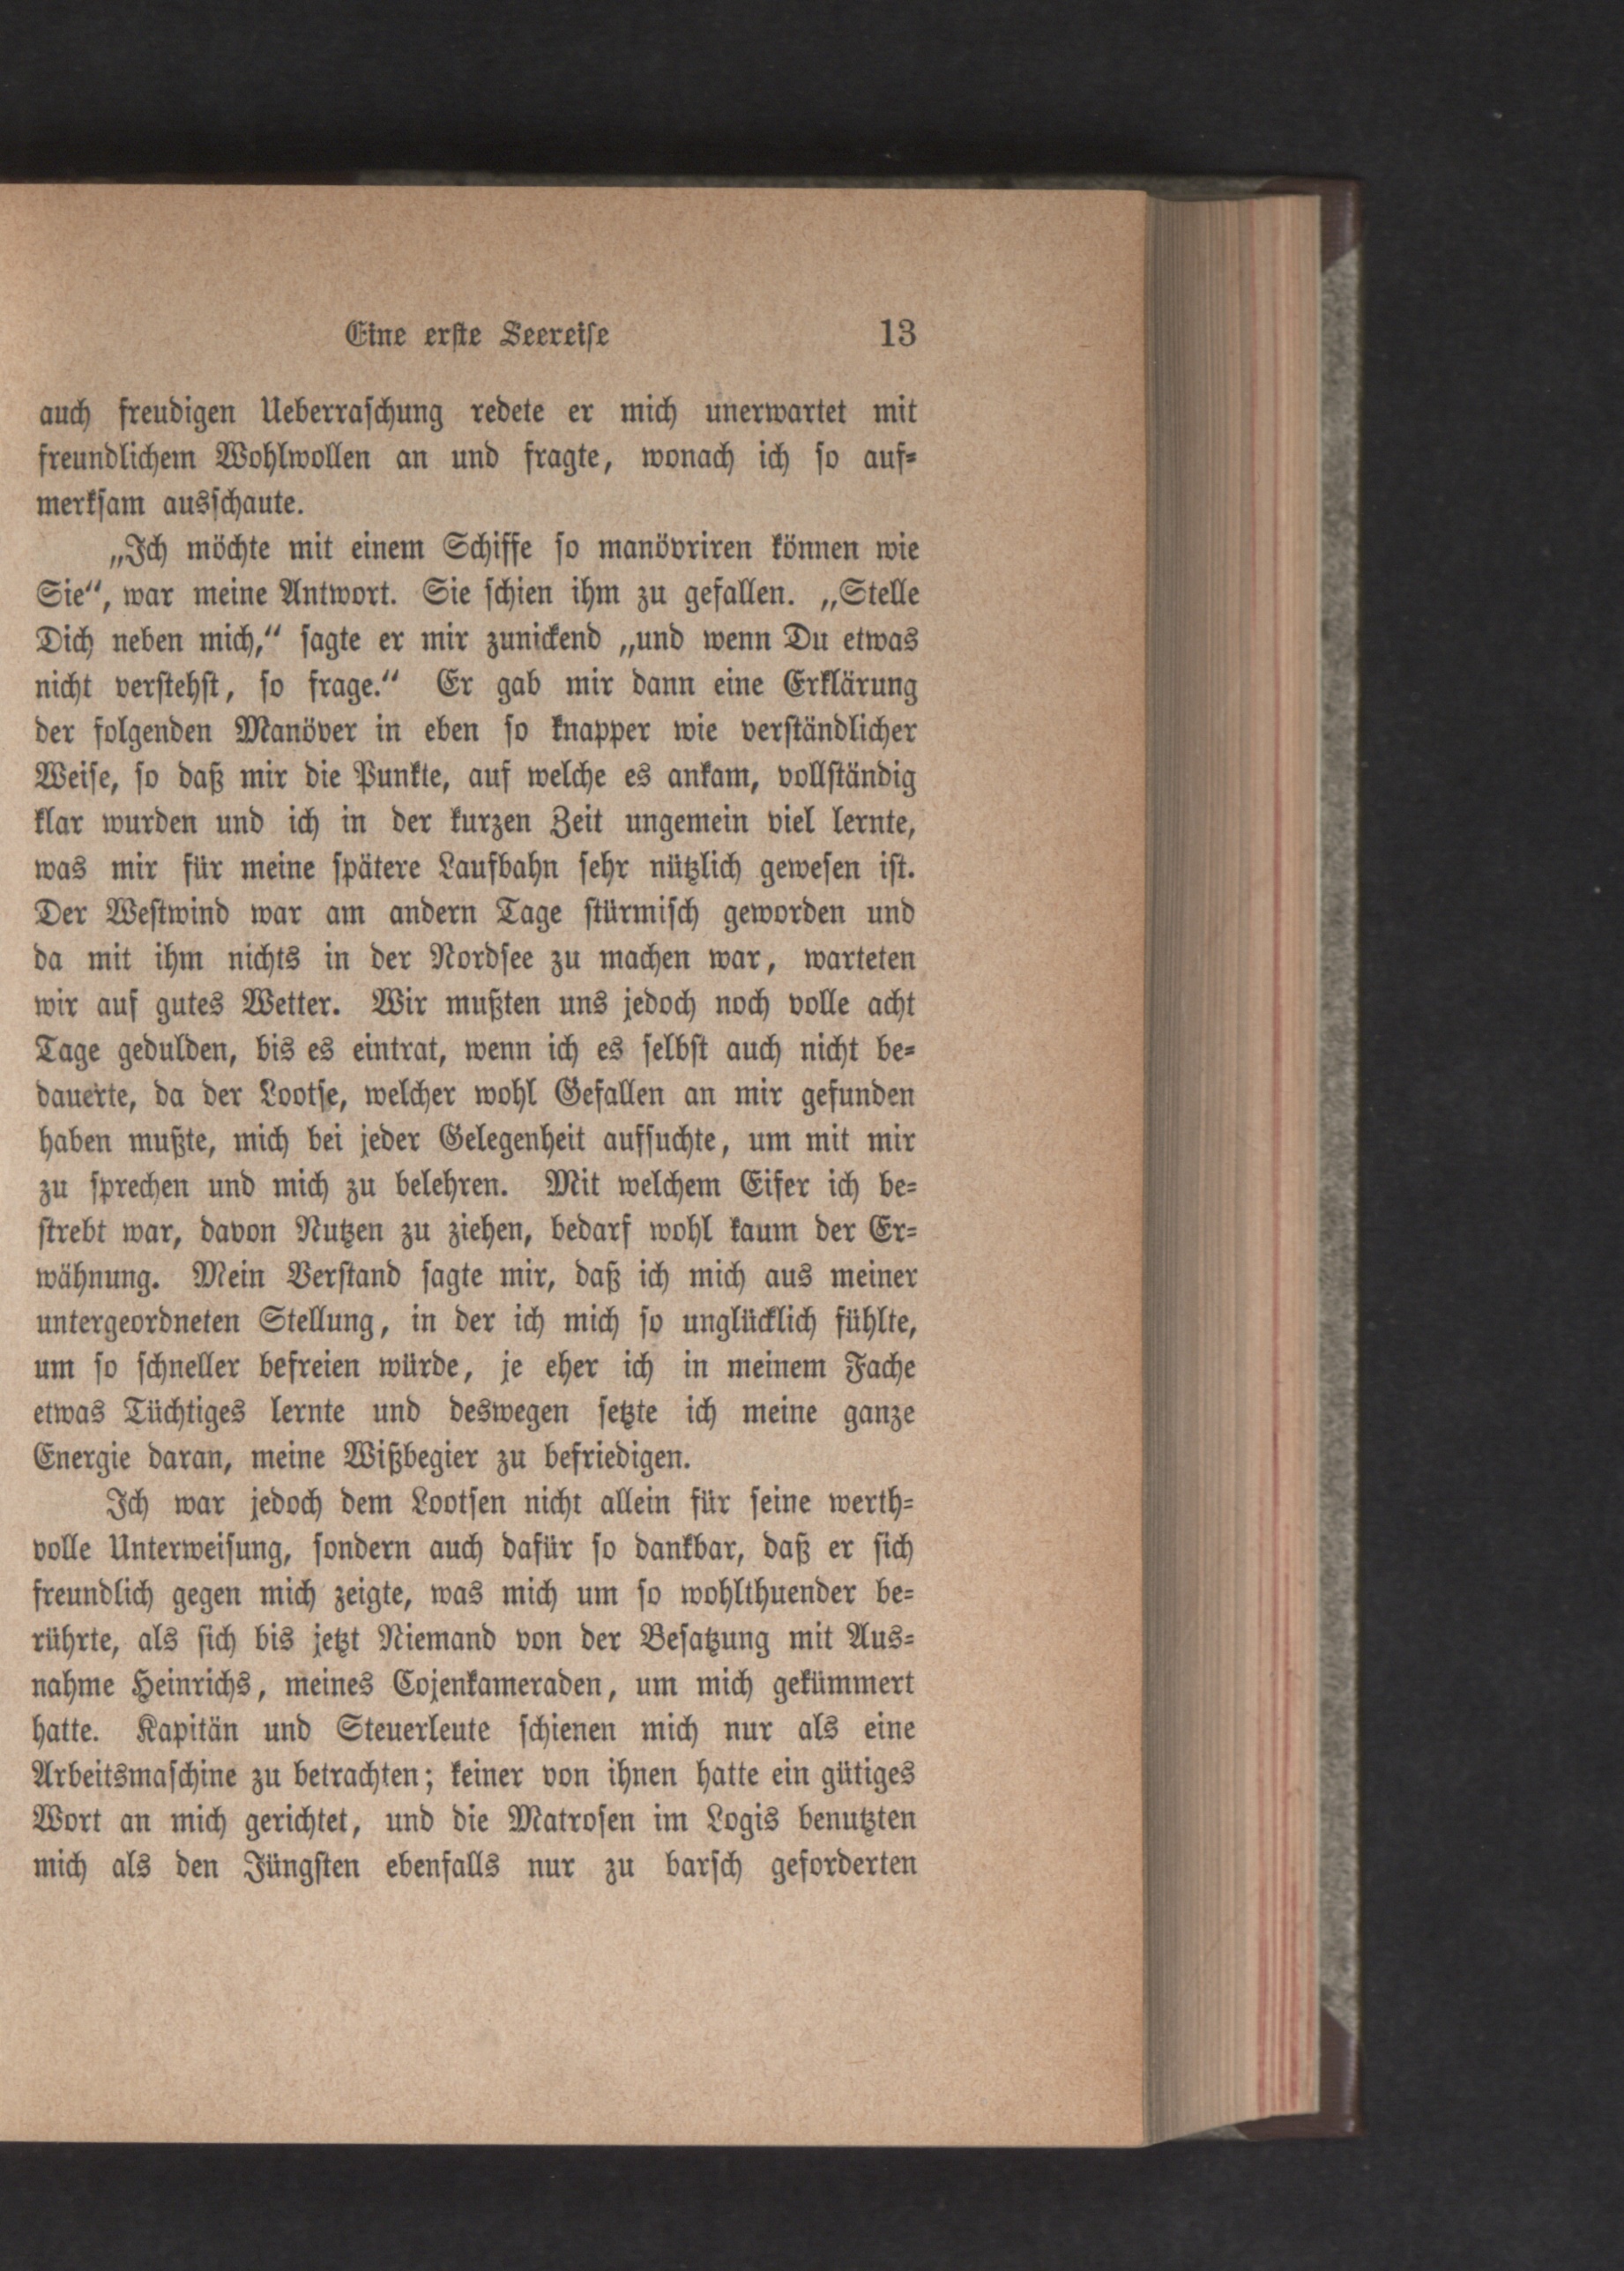 Eine erste Seereise 13
auch freudigen Ueberraschung redete er mich unerwartet mit
freundlichem Wohlwollen an und fragte, wonach ich so auf-
merksam ausschaute.
„Ich möchte mit einem Schiffe so manövriren können wie
Sie“, war meine Antwort. Sie schien ihm zu gefallen. „Stelle
Dich neben mich,“ sagte er mir zunickend „und wenn Du etwas
nicht verstehst, so frage.“ Er gab mir dann eine Erklärung
der folgenden Manöver in eben so knapper wie verständlicher
Weise, so daß mir die Punkte, auf welche es ankam, vollständig
klar wurden und ich in der kurzen Zeit ungemein viel lernte,
was mir für meine spätere Laufbahn sehr nützlich gewesen ist.
Der Westwind war am andern Tage stürmisch geworden und
da mit ihm nichts in der Nordsee zu machen war, warteten
wir auf gutes Wetter. Wir mußten uns jedoch noch volle acht
Tage gedulden, bis es eintrat, wenn ich es selbst auch nicht be-
dauerte, da der Lootse, welcher wohl Gefallen an mir gefunden
haben mußte, mich bei jeder Gelegenheit aufsuchte, um mit mir
zu sprechen und mich zu belehren. Mit welchem Eifer ich be-
strebt war, davon Nutzen zu ziehen, bedarf wohl kaum der Er-
wähnung. Mein Verstand sagte mir, daß ich mich aus meiner
untergeordneten Stellung, in der ich mich so unglücklich fühlte,
um so schneller befreien würde, je eher ich in meinem Fache
etwas Tüchtiges lernte und deswegen setzte ich meine ganze
Energie daran, meine Wißbegier zu befriedigen.
Ich war jedoch dem Lootsen nicht allein für seine werth-
volle Unterweisung, sondern auch dafür so dankbar, daß er sich
freundlich gegen mich zeigte, was mich um so wohlthuender be-
rührte, als sich bis jetzt Niemand von der Besatzung mit Aus-
nahme Heinrichs, meines Cojenkameraden, um mich gekümmert
hatte. Kapitän und Steuerleute schienen mich nur als eine
Arbeitsmaschine zu betrachten; keiner von ihnen hatte ein gütiges
Wort an mich gerichtet, und die Matrosen im Logis benutzten
mich als den Jüngsten ebenfalls nur zu barsch geforderten